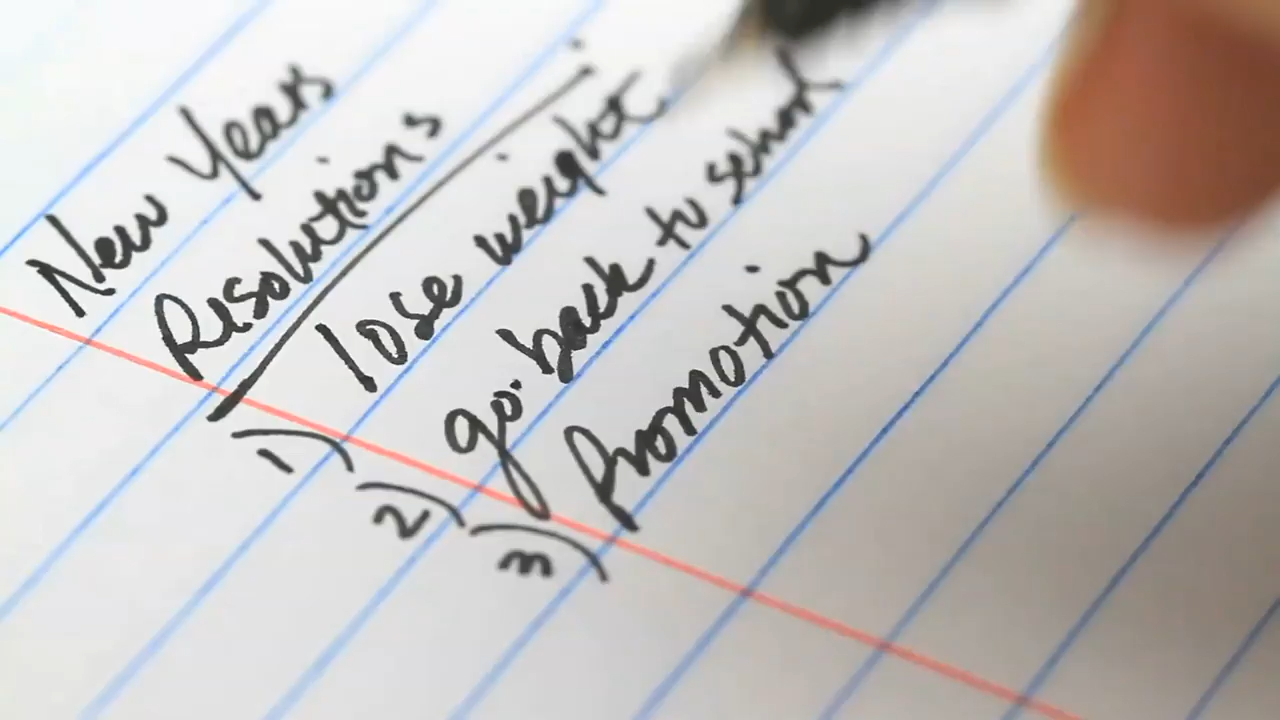 New Years
Resolutions
1) lose weight
2) go back to school
3) Promotion